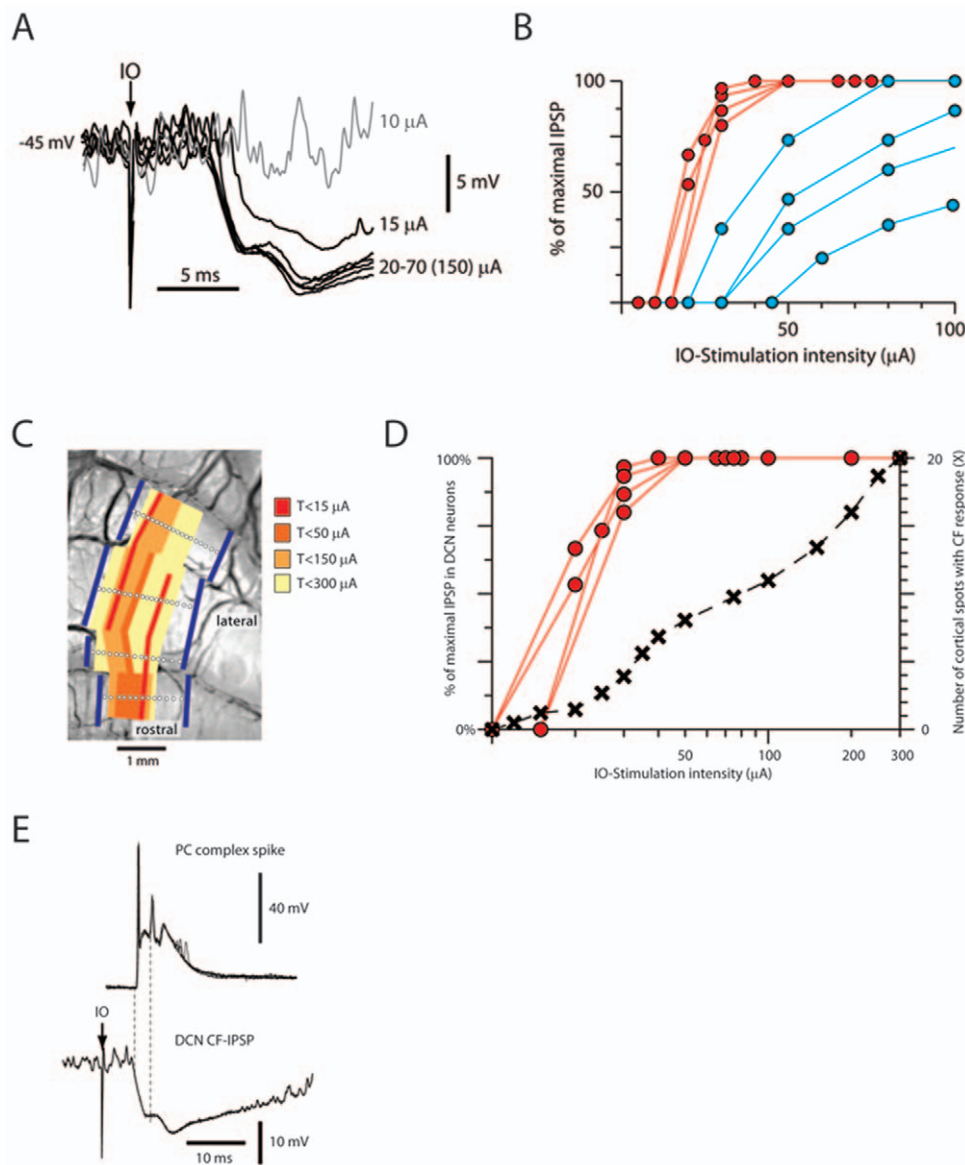 A
IO
-45 mV
10 µA
5 mV
15 µA
20-70 (150) µA
5 ms
B
% of maximal IPSP
100
50
50
100
IO-Stimulation intensity (µA)
C
T<15 µA
T<50 µA
T<150 µA
T<300 µA
lateral
rostral
1 mm
D
% of maximal IPSP in DCN neurons
100%
0%
50
100
200
300
IO-Stimulation intensity (µA)
20
0
Number of cortical spots with CF response (X)
E
PC complex spike
40 mV
IO
DCN CF-IPSP
10 ms
10 mV